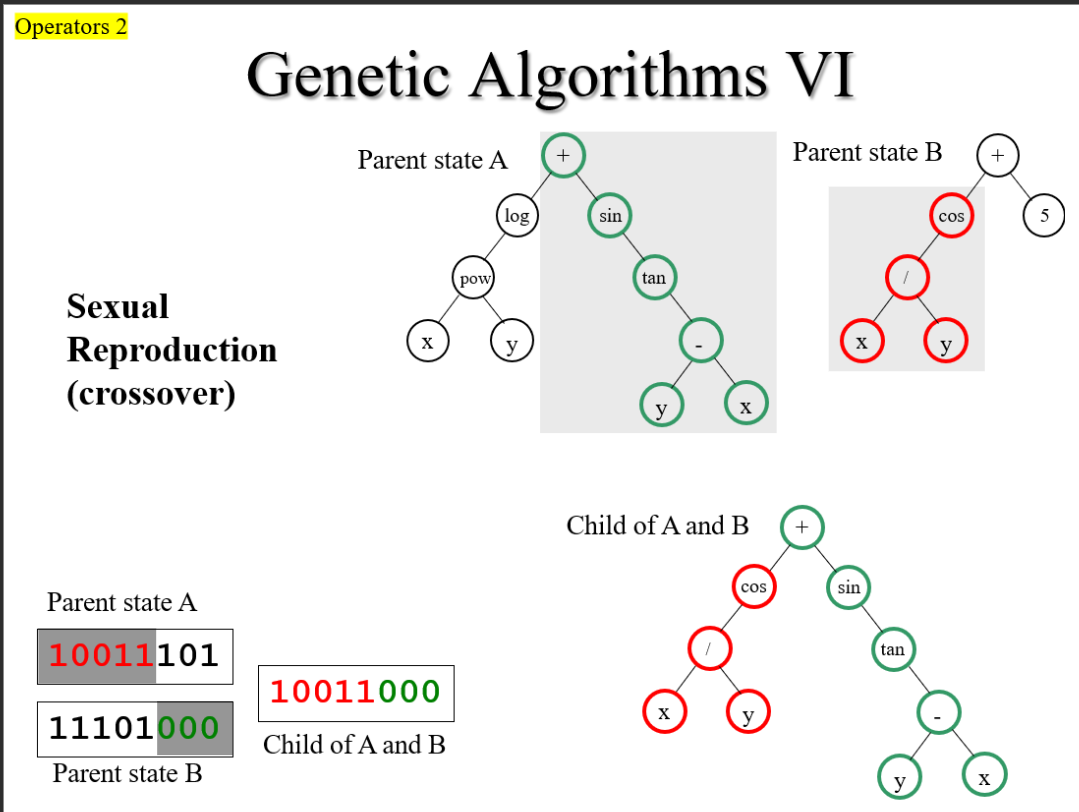 Operators 2
Genetic Algorithms VI
Parent state A
+
log
sin
pow
tan
x
y
-
y
x
Parent state B
+
cos
5
/
x
y
Sexual
Reproduction
(crossover)
Child of A and B
+
cos
sin
/
tan
x
y
-
y
x
Parent state A
10011101
11101000
Parent state B
10011000
Child of A and B